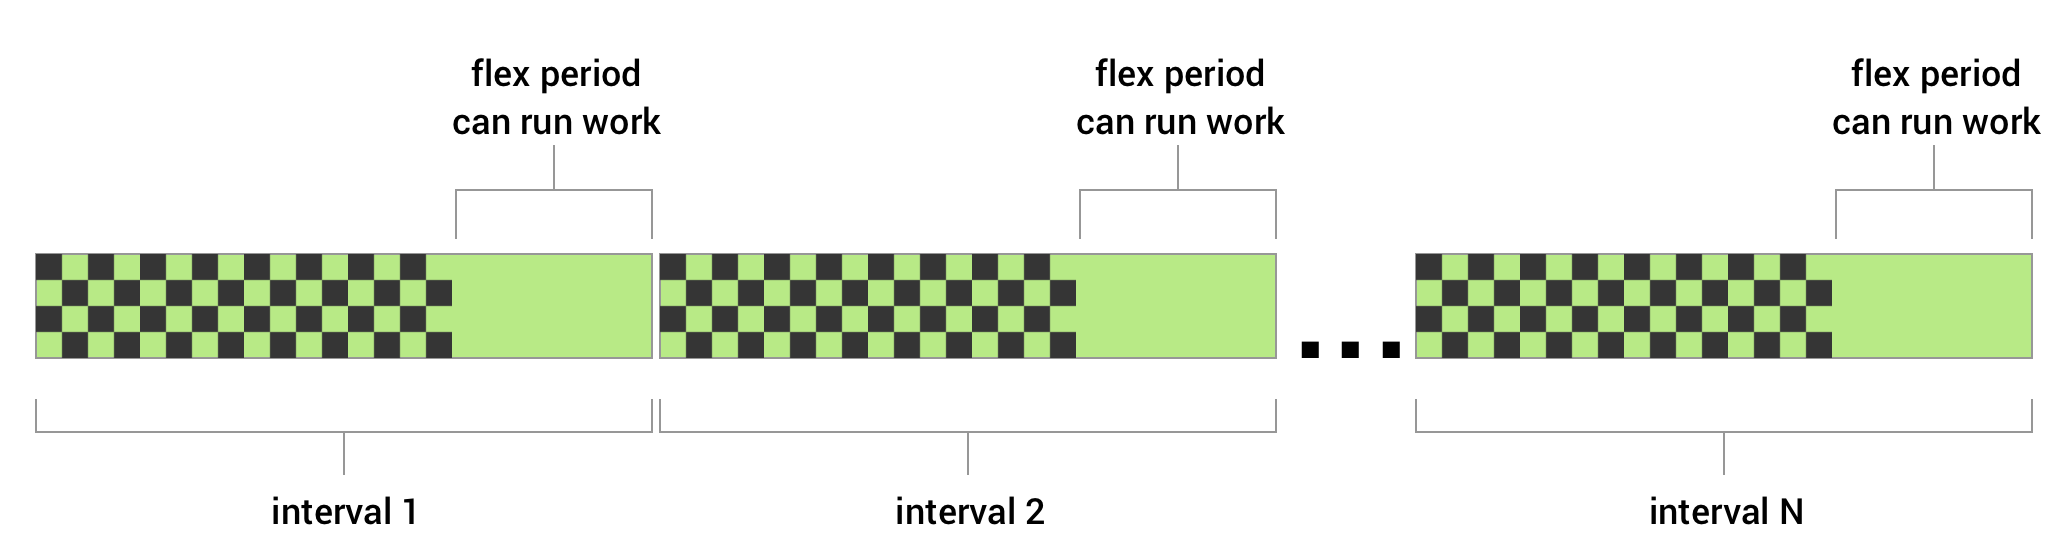 flex period
can run work
flex period
can run work
flex period
can run work
interval 1
interval 2
interval N